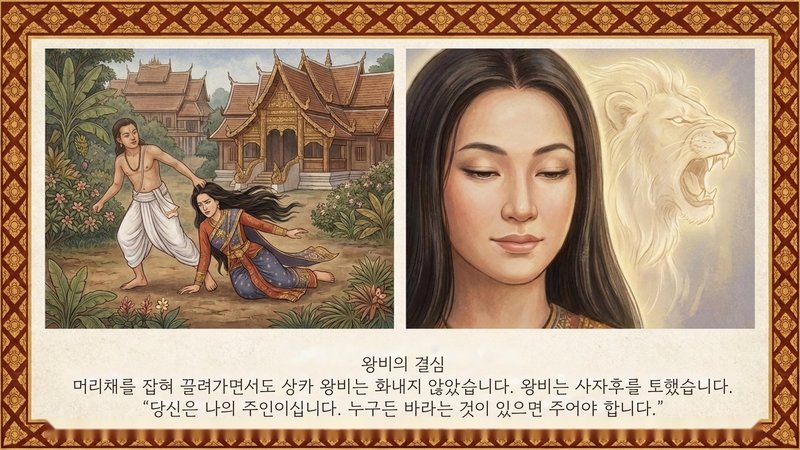 왕비의 결심
머리채를 잡혀 끌려가면서도 상카 왕비는 화내지 않았습니다. 왕비는 사자후를 토했습니다.
“당신은 나의 주인이십니다. 누구든 바라는 것이 있으면 주어야 합니다.”